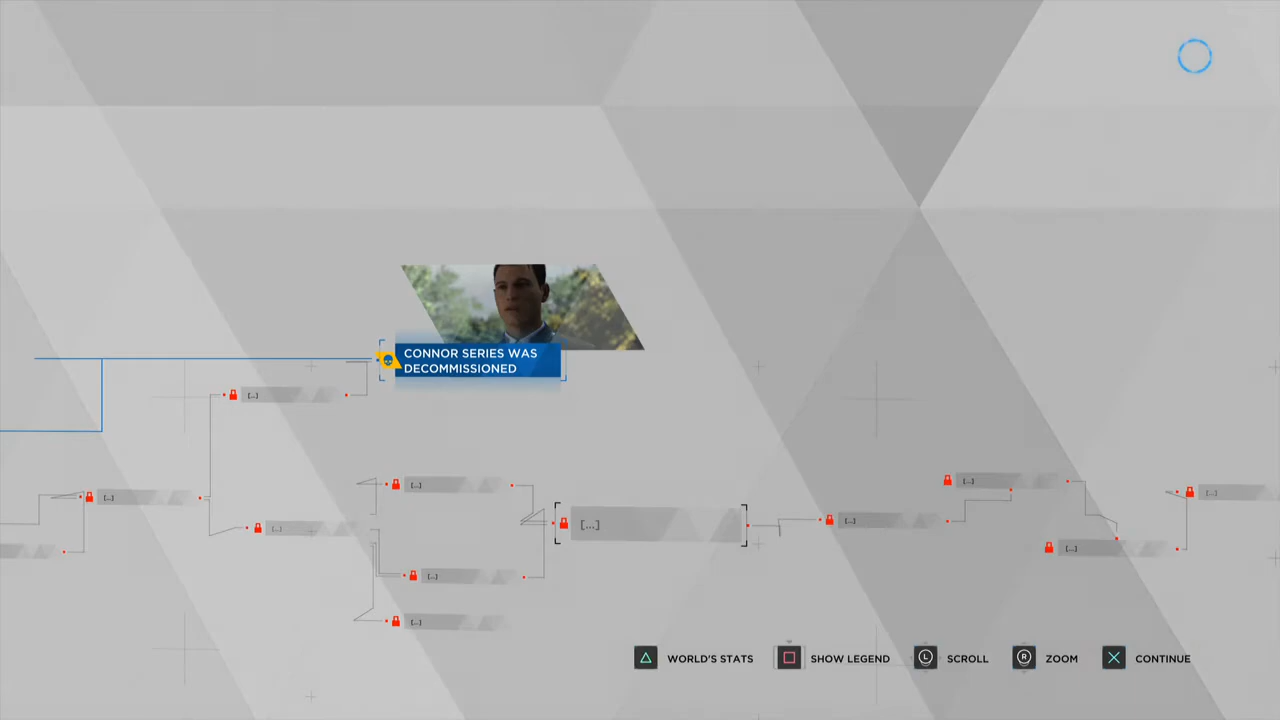 CONNOR SERIES WAS
DECOMMISSIONED
[...]
[...]
[...]
[...]
[...]
[...]
[...]
[...]
[...]
[...]
[...]
[...]
WORLD'S STATS
SHOW LEGEND
L
SCROLL
R
ZOOM
CONTINUE